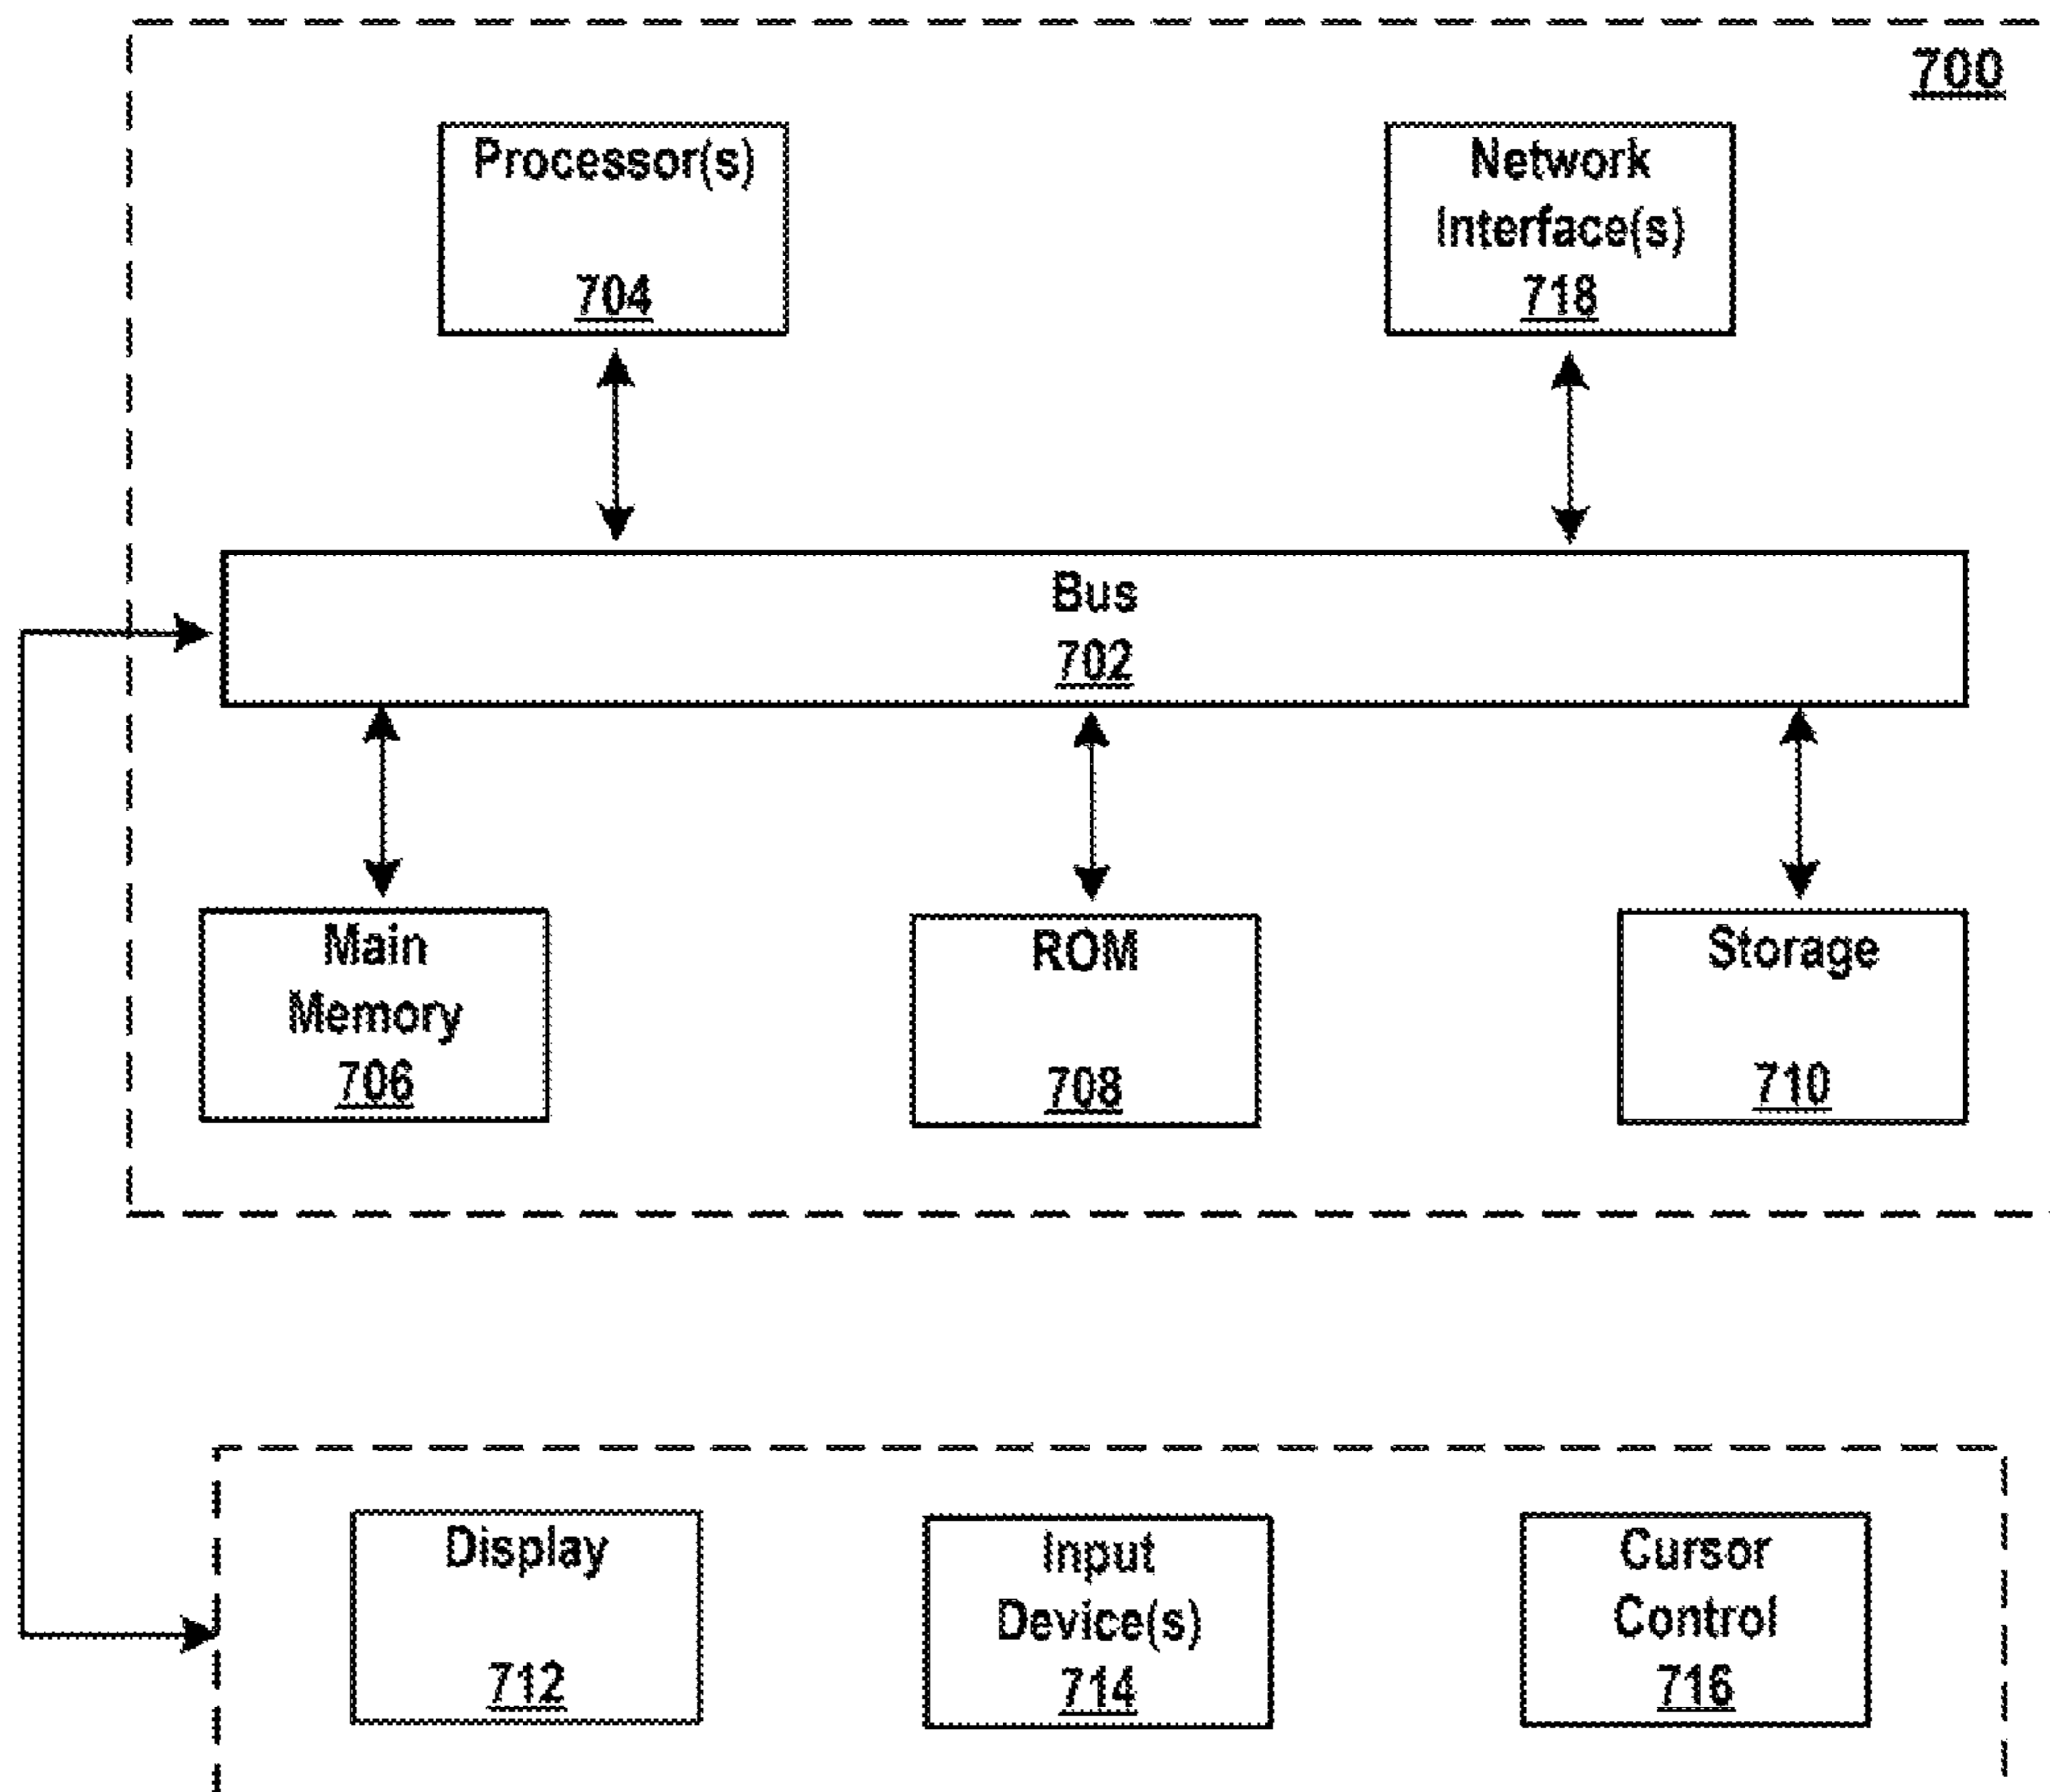 700
Processor(s)
704
Network
Interface(s)
718
Bus
702
Main
Memory
706
ROM
708
Storage
710
Display
712
Input
Device(s)
714
Cursor
Control
716